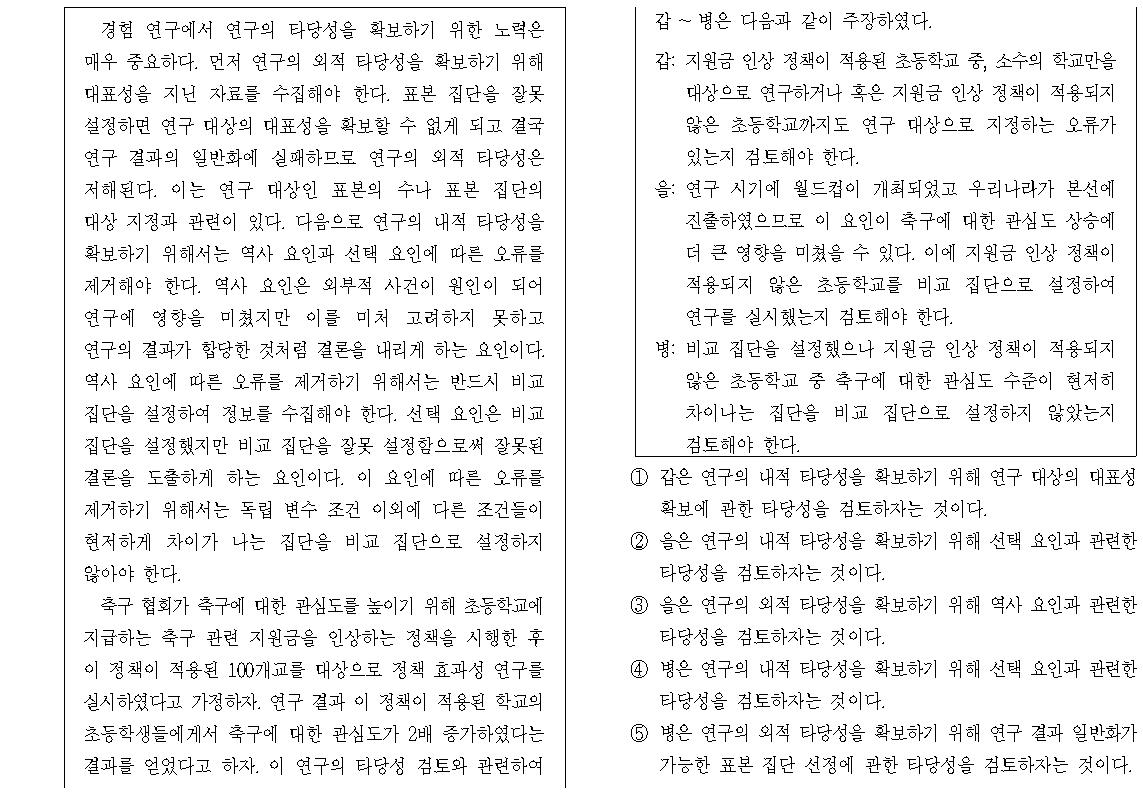 경험 연구에서 연구의 타당성을 확보하기 위한 노력은
매우 중요하다. 먼저 연구의 외적 타당성을 확보하기 위해
대표성을 지닌 자료를 수집해야 한다. 표본 집단을 잘못
설정하면 연구 대상의 대표성을 확보할 수 없게 되고 결국
연구 결과의 일반화에 실패하므로 연구의 외적 타당성은
저해된다. 이는 연구 대상인 표본의 수나 표본 집단의
대상 지정과 관련이 있다. 다음으로 연구의 내적 타당성을
확보하기 위해서는 역사 요인과 선택 요인에 따른 오류를
제거해야 한다. 역사 요인은 외부적 사건이 원인이 되어
연구에 영향을 미쳤지만 이를 미처 고려하지 못하고
연구의 결과가 합당한 것처럼 결론을 내리게 하는 요인이다.
역사 요인에 따른 오류를 제거하기 위해서는 반드시 비교
집단을 설정하여 정보를 수집해야 한다. 선택 요인은 비교
집단을 설정했지만 비교 집단을 잘못 설정함으로써 잘못된
결론을 도출하게 하는 요인이다. 이 요인에 따른 오류를
제거하기 위해서는 독립 변수 조건 이외에 다른 조건들이
현저하게 차이가 나는 집단을 비교 집단으로 설정하지
않아야 한다.
축구 협회가 축구에 대한 관심도를 높이기 위해 초등학교에
지급하는 축구 관련 지원금을 인상하는 정책을 시행한 후
이 정책이 적용된 100개교를 대상으로 정책 효과성 연구를
실시하였다고 가정하자. 연구 결과 이 정책이 적용된 학교의
초등학생들에게서 축구에 대한 관심도가 2배 증가하였다는
결과를 얻었다고 하자. 이 연구의 타당성 검토와 관련하여
갑 ~ 병은 다음과 같이 주장하였다.
갑: 지원금 인상 정책이 적용된 초등학교 중, 소수의 학교만을
대상으로 연구하거나 혹은 지원금 인상 정책이 적용되지
않은 초등학교까지도 연구 대상으로 지정하는 오류가
있는지 검토해야 한다.
을: 연구 시기에 월드컵이 개최되었고 우리나라가 본선에
진출하였으므로 이 요인이 축구에 대한 관심도 상승에
더 큰 영향을 미쳤을 수 있다. 이에 지원금 인상 정책이
적용되지 않은 초등학교를 비교 집단으로 설정하여
연구를 실시했는지 검토해야 한다.
병: 비교 집단을 설정했으나 지원금 인상 정책이 적용되지
않은 초등학교 중 축구에 대한 관심도 수준이 현저히
차이나는 집단을 비교 집단으로 설정하지 않았는지
검토해야 한다.
① 갑은 연구의 내적 타당성을 확보하기 위해 연구 대상의 대표성
확보에 관한 타당성을 검토하자는 것이다.
② 을은 연구의 내적 타당성을 확보하기 위해 선택 요인과 관련한
타당성을 검토하자는 것이다.
③ 을은 연구의 외적 타당성을 확보하기 위해 역사 요인과 관련한
타당성을 검토하자는 것이다.
④ 병은 연구의 내적 타당성을 확보하기 위해 선택 요인과 관련한
타당성을 검토하자는 것이다.
⑤ 병은 연구의 외적 타당성을 확보하기 위해 연구 결과 일반화가
가능한 표본 집단 선정에 관한 타당성을 검토하자는 것이다.